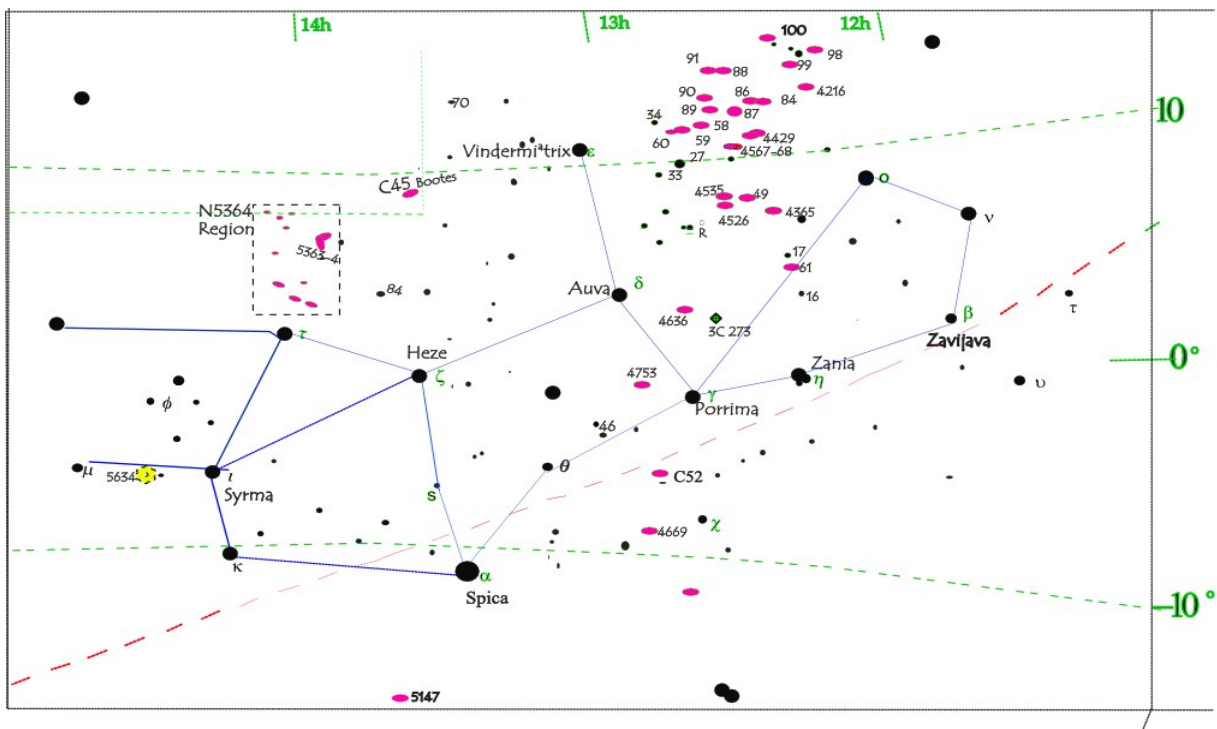 14h
13h
12h
100
98
99
91
88
4216
90
86
84
89
87
70
34
58
60
59
4429
10
Vindermiªtrix
ε
27
4567-68
33
C45 Bootes
ο
4535
49
N5364
Region
4526
4365
ν
R
5363-4
17
61
84
Auva
δ
16
τ
4636
3C 273
β
Zavijava
τ
Heze
ζ
Zania
η
0°
4753
υ
φ
γ
Porrima
46
μ
5634
ι
Syrma
θ
C52
s
χ
4669
κ
α
Spica
-10°
5147